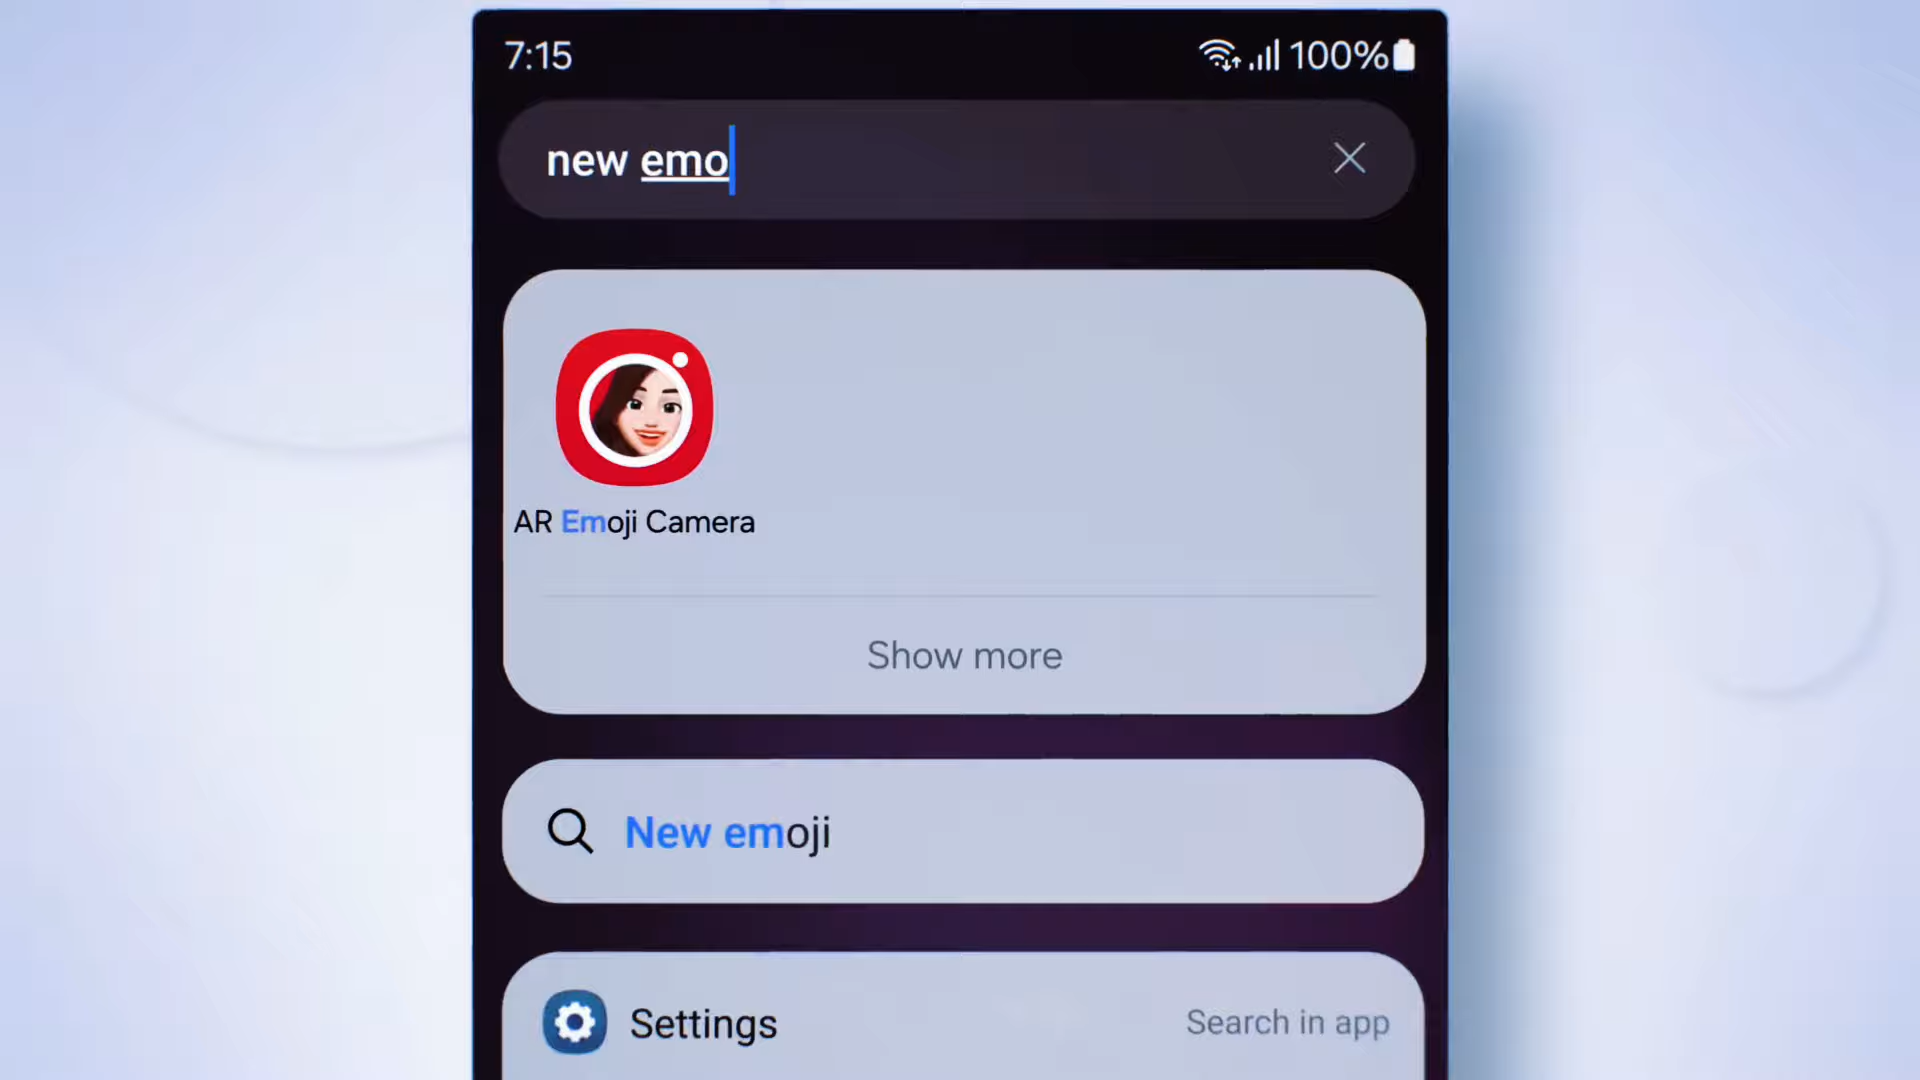 7:15 100%
new emo
AR Emoji Camera
Show more
New emoji
Settings Search in app